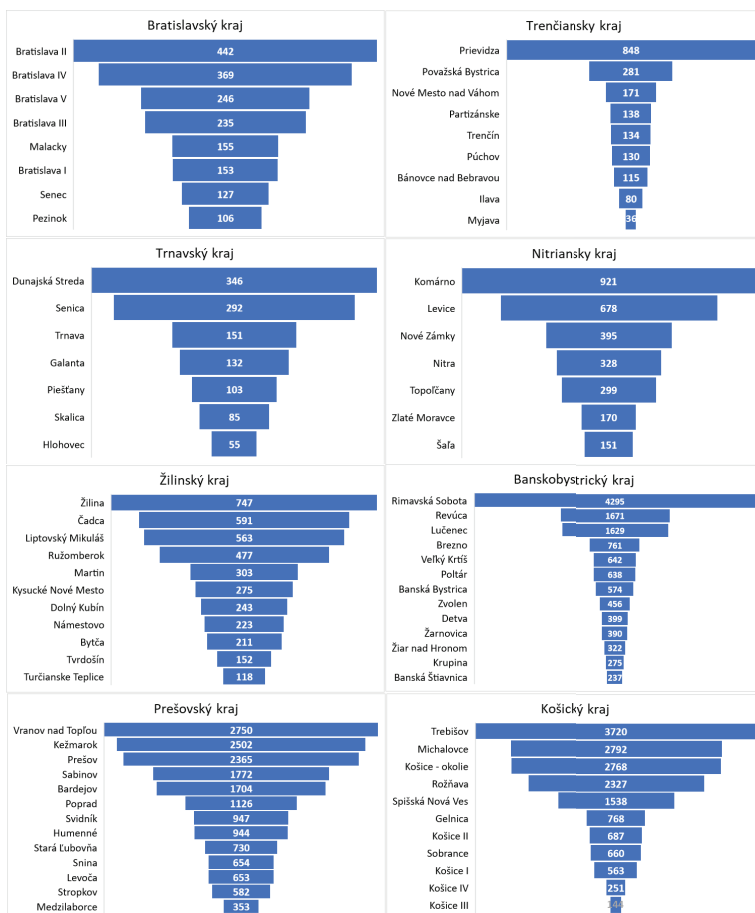 Bratislavský kraj
Bratislava II 442
Bratislava IV 369
Bratislava V 246
Bratislava III 235
Malacky 155
Bratislava I 153
Senec 127
Pezinok 106
Trenčiansky kraj
Prievidza 848
Považská Bystrica 281
Nové Mesto nad Váhom 171
Partizánske 138
Trenčín 134
Púchov 130
Bánovce nad Bebravou 115
Ilava 80
Myjava 36
Trnavský kraj
Dunajská Streda 346
Senica 292
Trnava 151
Galanta 132
Piešťany 103
Skalica 85
Hlohovec 55
Nitriansky kraj
Komárno 921
Levice 678
Nové Zámky 395
Nitra 328
Topoľčany 299
Zlaté Moravce 170
Šaľa 151
Žilinský kraj
Žilina 747
Čadca 591
Liptovský Mikuláš 563
Ružomberok 477
Martin 303
Kysucké Nové Mesto 275
Dolný Kubín 243
Námestovo 223
Bytča 211
Tvrdošín 152
Turčianske Teplice 118
Banskobystrický kraj
Rimavská Sobota 4295
Revúca 1671
Lučenec 1629
Brezno 761
Veľký Krtíš 642
Poltár 638
Banská Bystrica 574
Zvolen 456
Detva 399
Žarnovica 390
Žiar nad Hronom 322
Krupina 275
Banská Štiavnica 237
Prešovský kraj
Vranov nad Topľou 2750
Kežmarok 2502
Prešov 2365
Sabinov 1772
Bardejov 1704
Poprad 1126
Svidník 947
Humenné 944
Stará Ľubovňa 730
Snina 654
Levoča 653
Stropkov 582
Medzilaborce 353
Košický kraj
Trebišov 3720
Michalovce 2792
Košice - okolie 2768
Rožňava 2327
Spišská Nová Ves 1538
Gelnica 768
Košice II 687
Sobrance 660
Košice I 563
Košice IV 251
Košice III 144